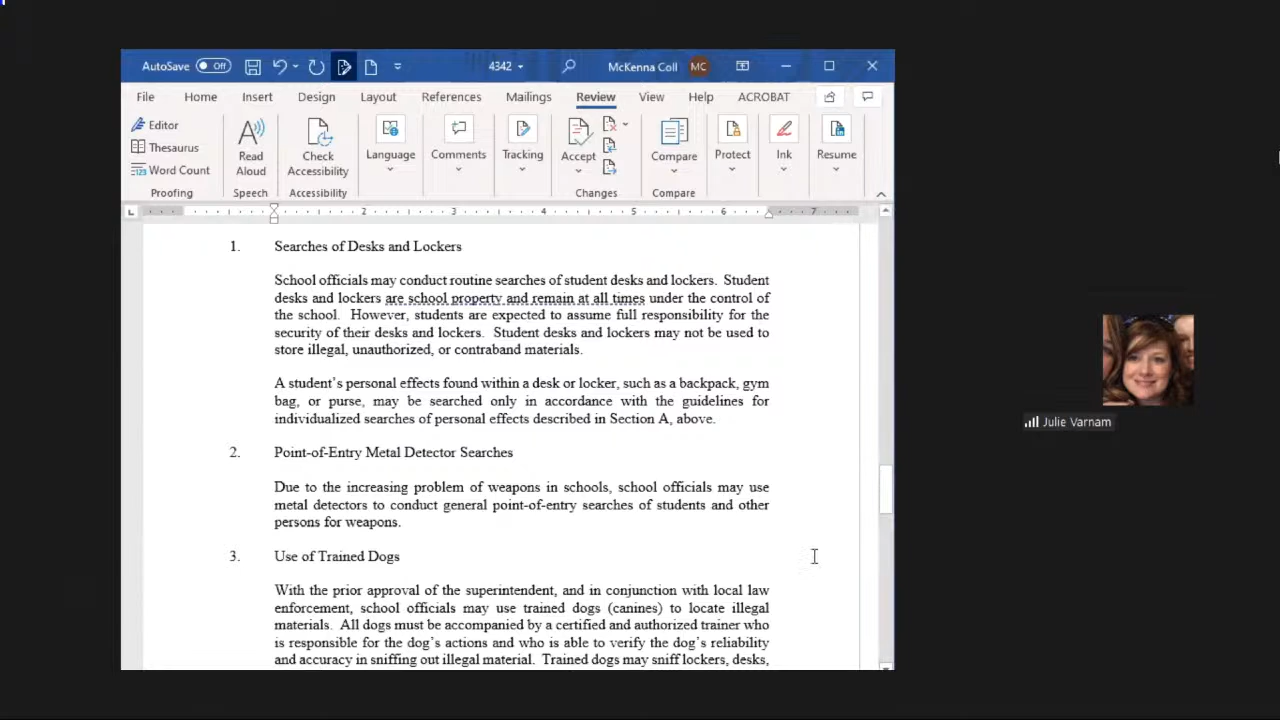 AutoSave Off 4342 McKenna Coll MC
File Home Insert Design Layout References Mailings Review View Help ACROBAT
Editor
Thesaurus
Word Count
Proofing
Read Aloud
Speech
Check Accessibility
Accessibility
Language
Comments
Tracking
Accept
Changes
Compare
Compare
Protect
Ink
Resume
2 3 4 5 6 7
1. Searches of Desks and Lockers
School officials may conduct routine searches of student desks and lockers. Student
desks and lockers are school property and remain at all times under the control of
the school. However, students are expected to assume full responsibility for the
security of their desks and lockers. Student desks and lockers may not be used to
store illegal, unauthorized, or contraband materials.
A student’s personal effects found within a desk or locker, such as a backpack, gym
bag, or purse, may be searched only in accordance with the guidelines for
individualized searches of personal effects described in Section A, above.
2. Point-of-Entry Metal Detector Searches
Due to the increasing problem of weapons in schools, school officials may use
metal detectors to conduct general point-of-entry searches of students and other
persons for weapons.
3. Use of Trained Dogs
With the prior approval of the superintendent, and in conjunction with local law
enforcement, school officials may use trained dogs (canines) to locate illegal
materials. All dogs must be accompanied by a certified and authorized trainer who
is responsible for the dog’s actions and who is able to verify the dog’s reliability
and accuracy in sniffing out illegal material. Trained dogs may sniff lockers, desks,
Julie Varnam